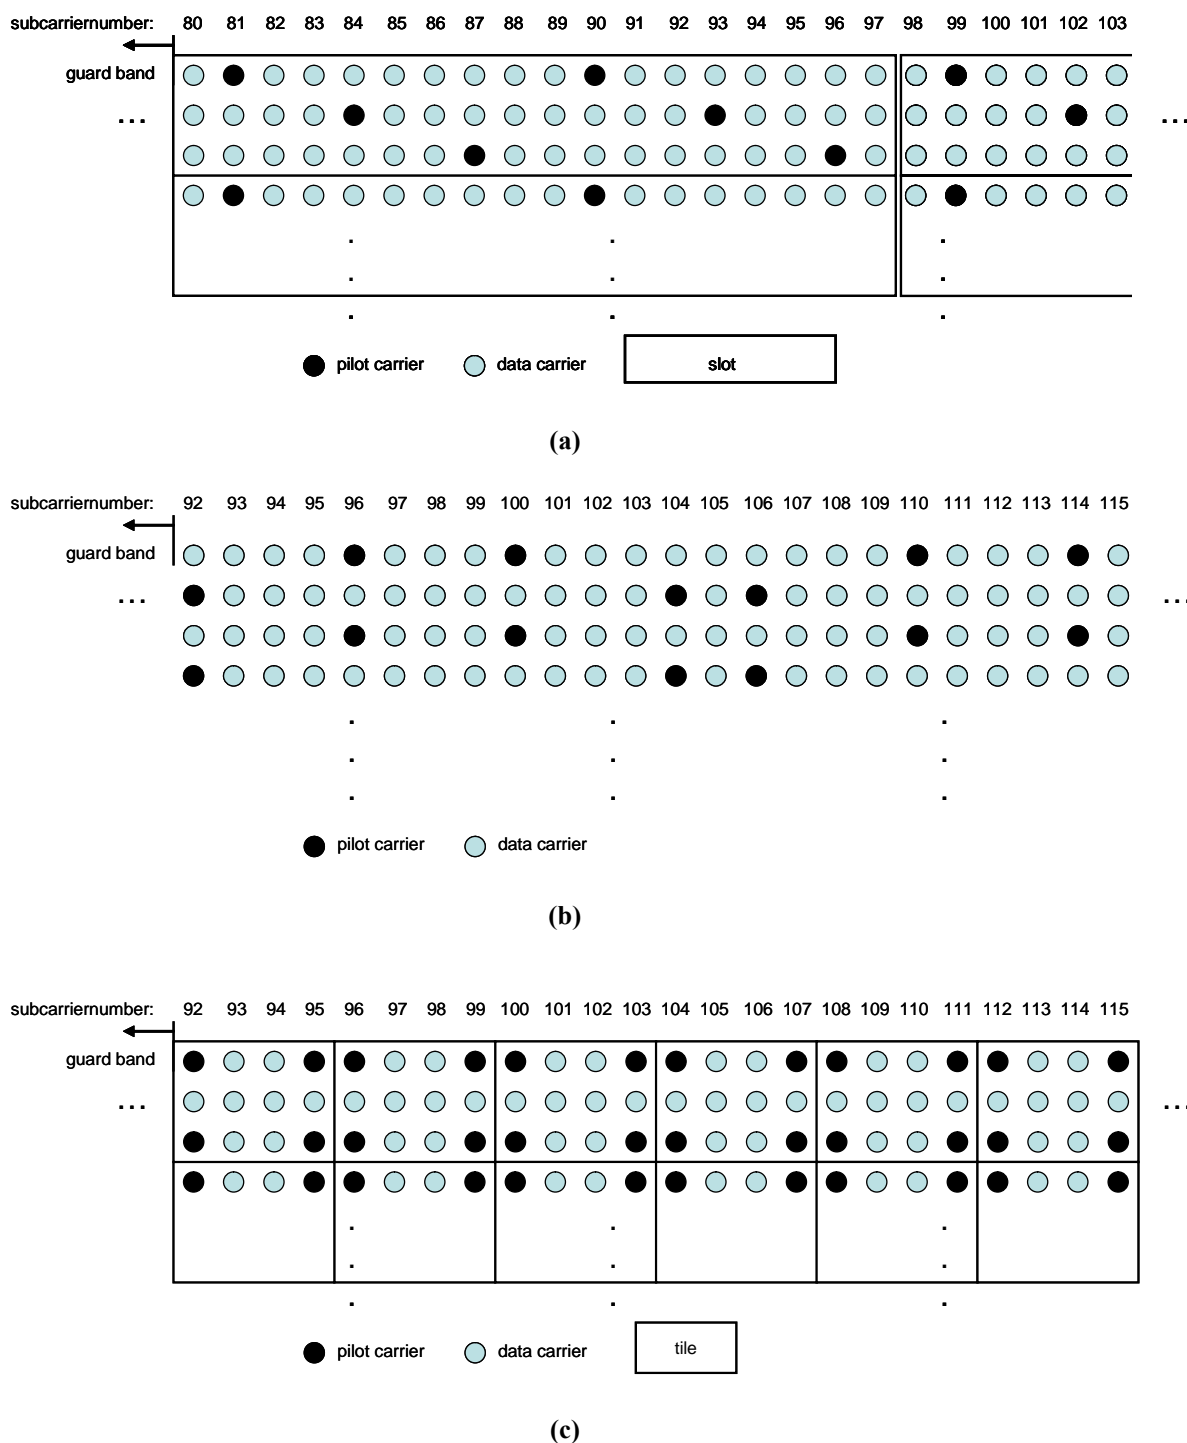 subcarriernumber: 80 81 82 83 84 85 86 87 88 89 90 91 92 93 94 95 96 97 98 99 100 101 102 103
guard band
... ...
pilot carrier data carrier slot
(a)
subcarriernumber: 92 93 94 95 96 97 98 99 100 101 102 103 104 105 106 107 108 109 110 111 112 113 114 115
guard band
... ...
pilot carrier data carrier
(b)
subcarriernumber: 92 93 94 95 96 97 98 99 100 101 102 103 104 105 106 107 108 109 110 111 112 113 114 115
guard band
... ...
pilot carrier data carrier tile
(c)